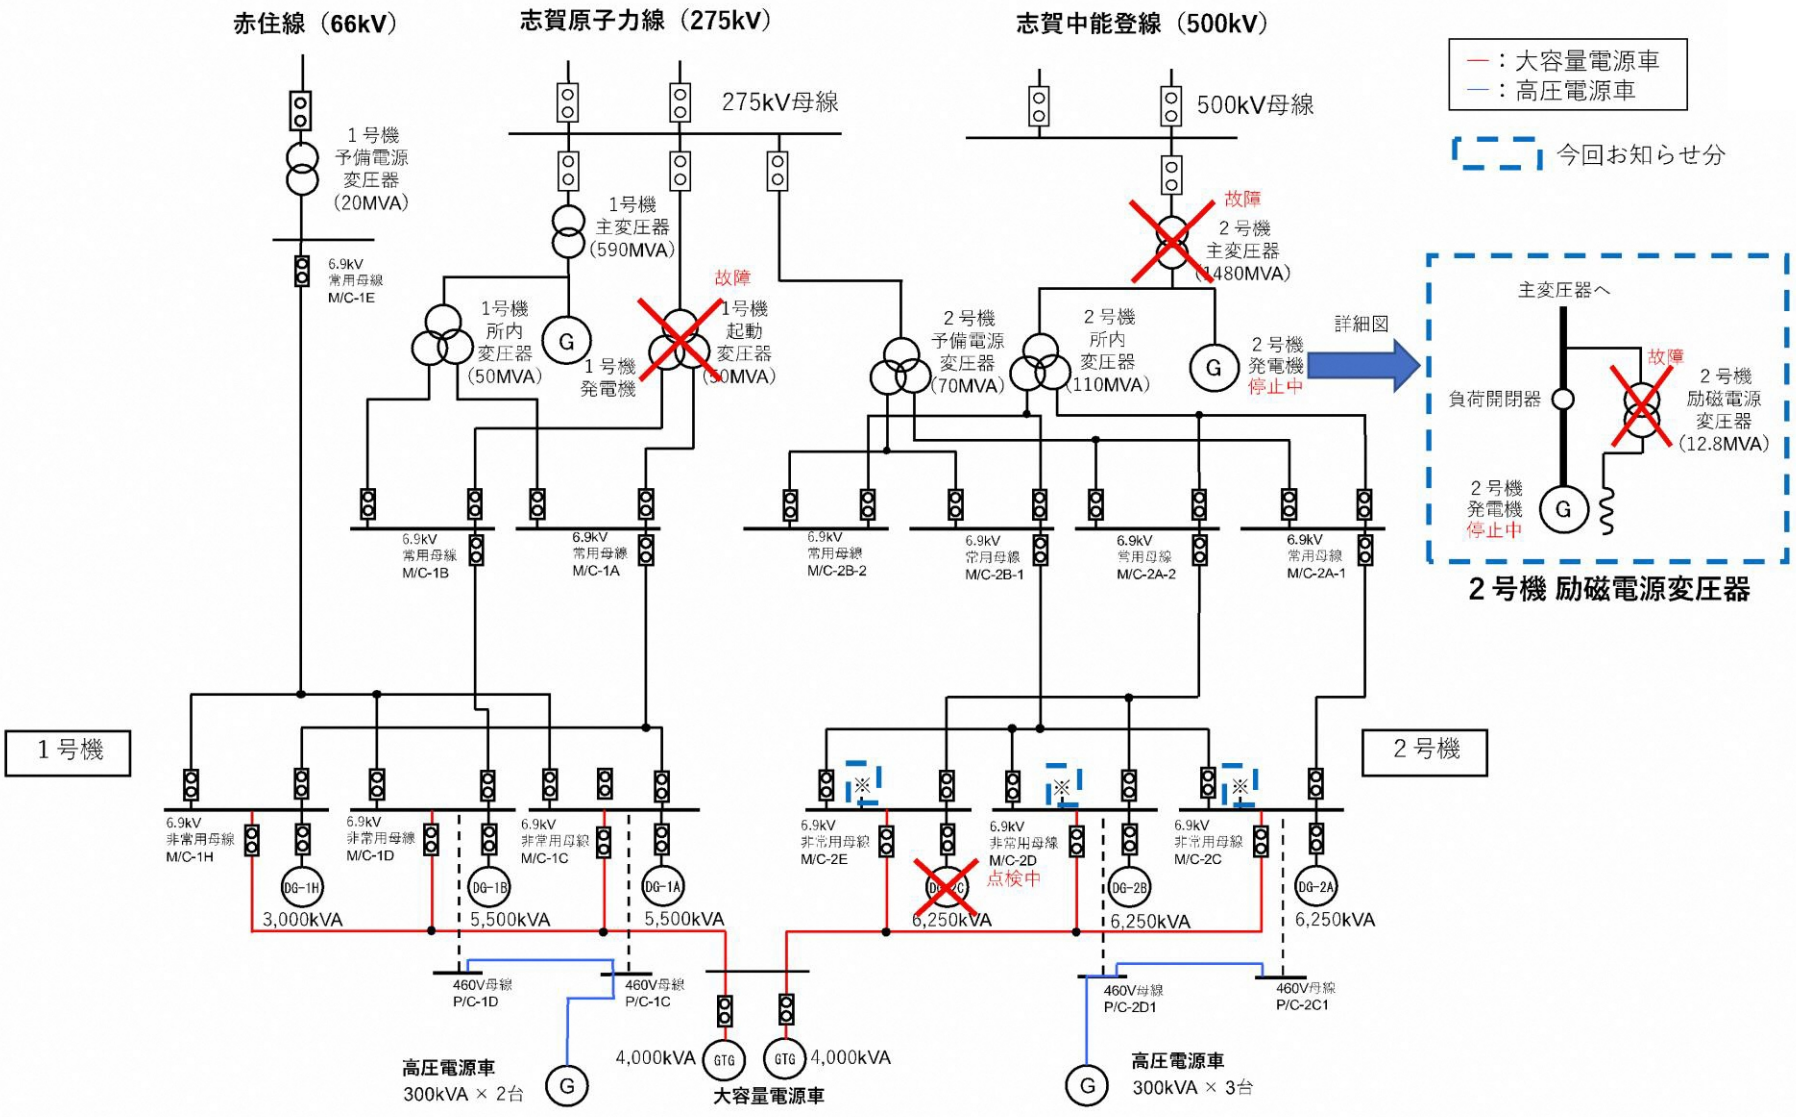 赤住線（66kV）
志賀原子力線（275kV）
志賀中能登線（500kV）
ー：大容量電源車
ー：高圧電源車
今回お知らせ分
275kV母線
500kV母線
１号機
予備電源
変圧器
(20MVA)
6.9kV
常用母線
M/C-1E
1号機
主変圧器
(590MVA)
故障
1号機
起動
変圧器
(50MVA)
1号機
所内
変圧器
(50MVA)
G
１号機
発電機
２号機
予備電源
変圧器
(70MVA)
２号機
所内
変圧器
(110MVA)
故障
２号機
主変圧器
(1480MVA)
G
２号機
発電機
停止中
詳細図
主変圧器へ
故障
２号機
励磁電源
変圧器
(12.8MVA)
負荷開閉器
２号機
発電機
停止中
G
２号機 励磁電源変圧器
6.9kV
常用母線
M/C-1B
6.9kV
常用母線
M/C-1A
6.9kV
常用母線
M/C-2B-2
6.9kV
常用母線
M/C-2B-1
6.9kV
常用母線
M/C-2A-2
6.9kV
常用母線
M/C-2A-1
１号機
２号機
6.9kV
非常用母線
M/C-1H
6.9kV
非常用母線
M/C-1D
6.9kV
非常用母線
M/C-1C
※
6.9kV
非常用母線
M/C-2E
※
6.9kV
非常用母線
M/C-2D
点検中
※
6.9kV
非常用母線
M/C-2C
DG-1H
3,000kVA
DG-1B
5,500kVA
DG-1A
5,500kVA
DG-2C
6,250kVA
DG-2B
6,250kVA
DG-2A
6,250kVA
460V母線
P/C-1D
460V母線
P/C-1C
460V母線
P/C-2D1
460V母線
P/C-2C1
高圧電源車
300kVA × 2台
G
4,000kVA
GTG
GTG
4,000kVA
大容量電源車
G
高圧電源車
300kVA × 3台